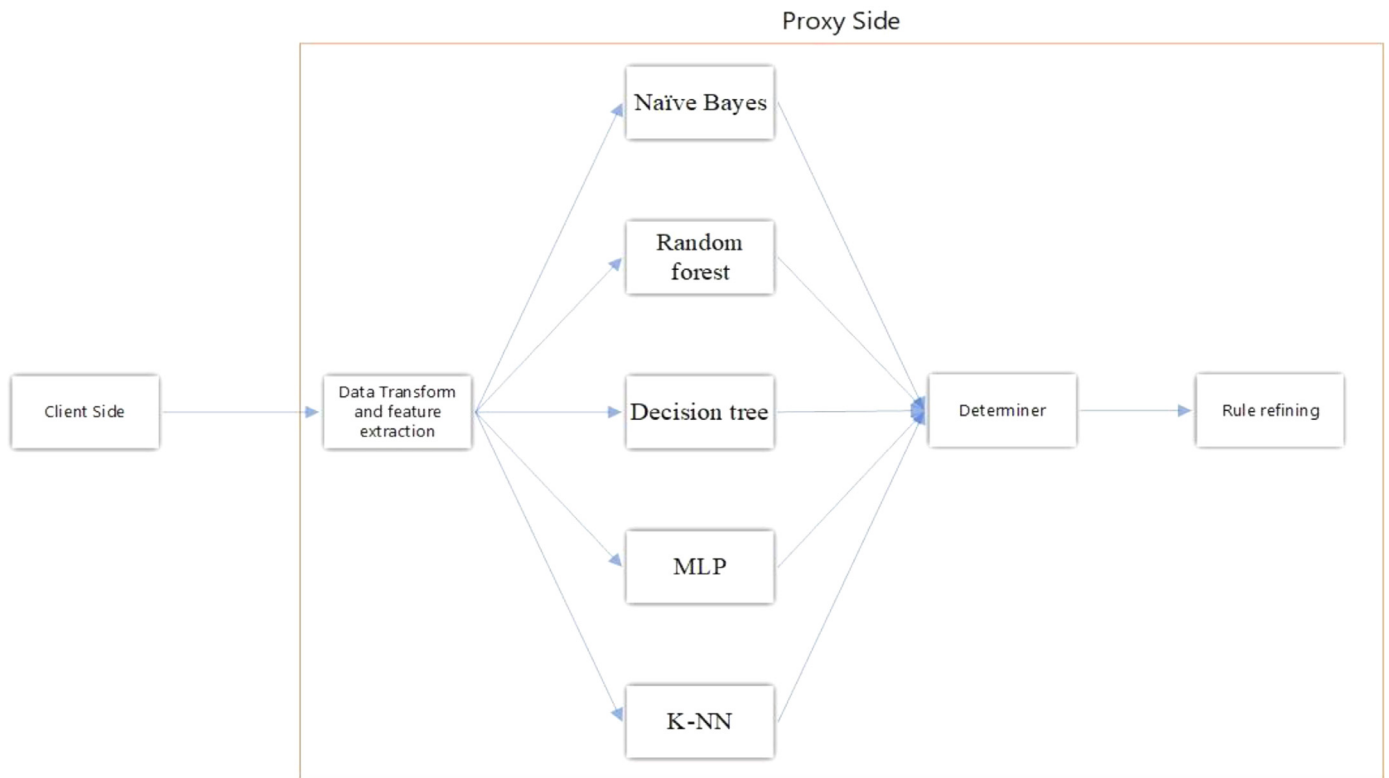 Proxy Side
Naïve Bayes
Random
forest
Client Side
Data Transform
and feature
extraction
Decision tree
Determiner
Rule refining
MLP
K-NN